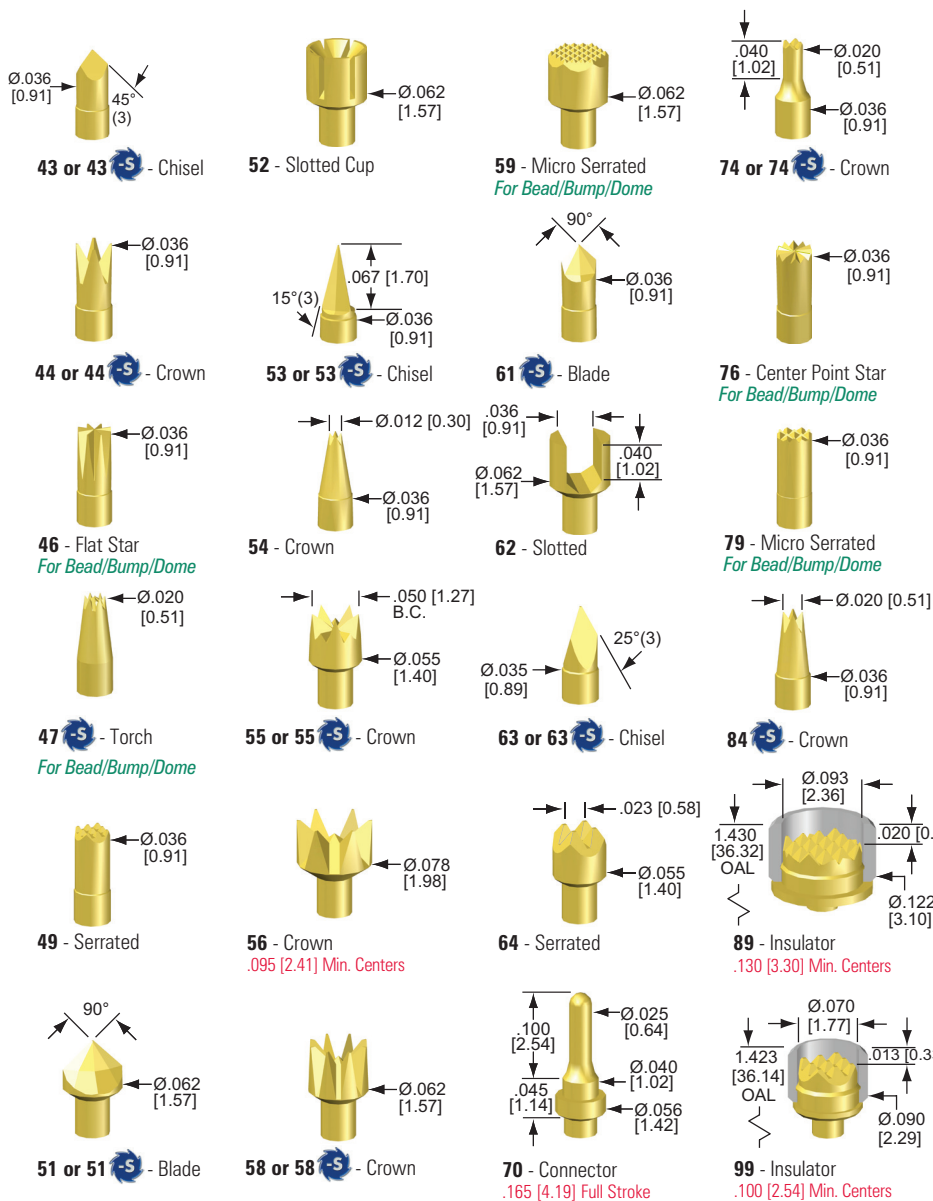 Ø.036
[0.91]
45°
(3)
43 or 43 -S - Chisel
Ø.062
[1.57]
52 - Slotted Cup
Ø.062
[1.57]
59 - Micro Serrated
For Bead/Bump/Dome
.040
[1.02]
Ø.020
[0.51]
Ø.036
[0.91]
74 or 74 -S - Crown
Ø.036
[0.91]
44 or 44 -S - Crown
.067 [1.70]
15°(3)
Ø.036
[0.91]
53 or 53 -S - Chisel
90°
Ø.036
[0.91]
61 -S - Blade
Ø.036
[0.91]
76 - Center Point Star
For Bead/Bump/Dome
Ø.036
[0.91]
46 - Flat Star
For Bead/Bump/Dome
Ø.012 [0.30]
Ø.036
[0.91]
54 - Crown
.036
[0.91]
.040
[1.02]
Ø.062
[1.57]
62 - Slotted
Ø.036
[0.91]
79 - Micro Serrated
For Bead/Bump/Dome
Ø.020
[0.51]
47 -S - Torch
For Bead/Bump/Dome
.050 [1.27]
B.C.
Ø.055
[1.40]
55 or 55 -S - Crown
25°(3)
Ø.035
[0.89]
63 or 63 -S - Chisel
Ø.020 [0.51]
Ø.036
[0.91]
84 -S - Crown
Ø.036
[0.91]
49 - Serrated
Ø.078
[1.98]
56 - Crown
.095 [2.41] Min. Centers
.023 [0.58]
Ø.055
[1.40]
64 - Serrated
Ø.093
[2.36]
1.430
[36.32]
OAL
.020 [0.
Ø.122
[3.10]
89 - Insulator
.130 [3.30] Min. Centers
90°
Ø.062
[1.57]
51 or 51 -S - Blade
Ø.062
[1.57]
58 or 58 -S - Crown
.100
[2.54]
Ø.025
[0.64]
.045
[1.14]
Ø.040
[1.02]
Ø.056
[1.42]
70 - Connector
.165 [4.19] Full Stroke
Ø.070
[1.77]
1.423
[36.14]
OAL
.013 [0.3
Ø.090
[2.29]
99 - Insulator
.100 [2.54] Min. Centers